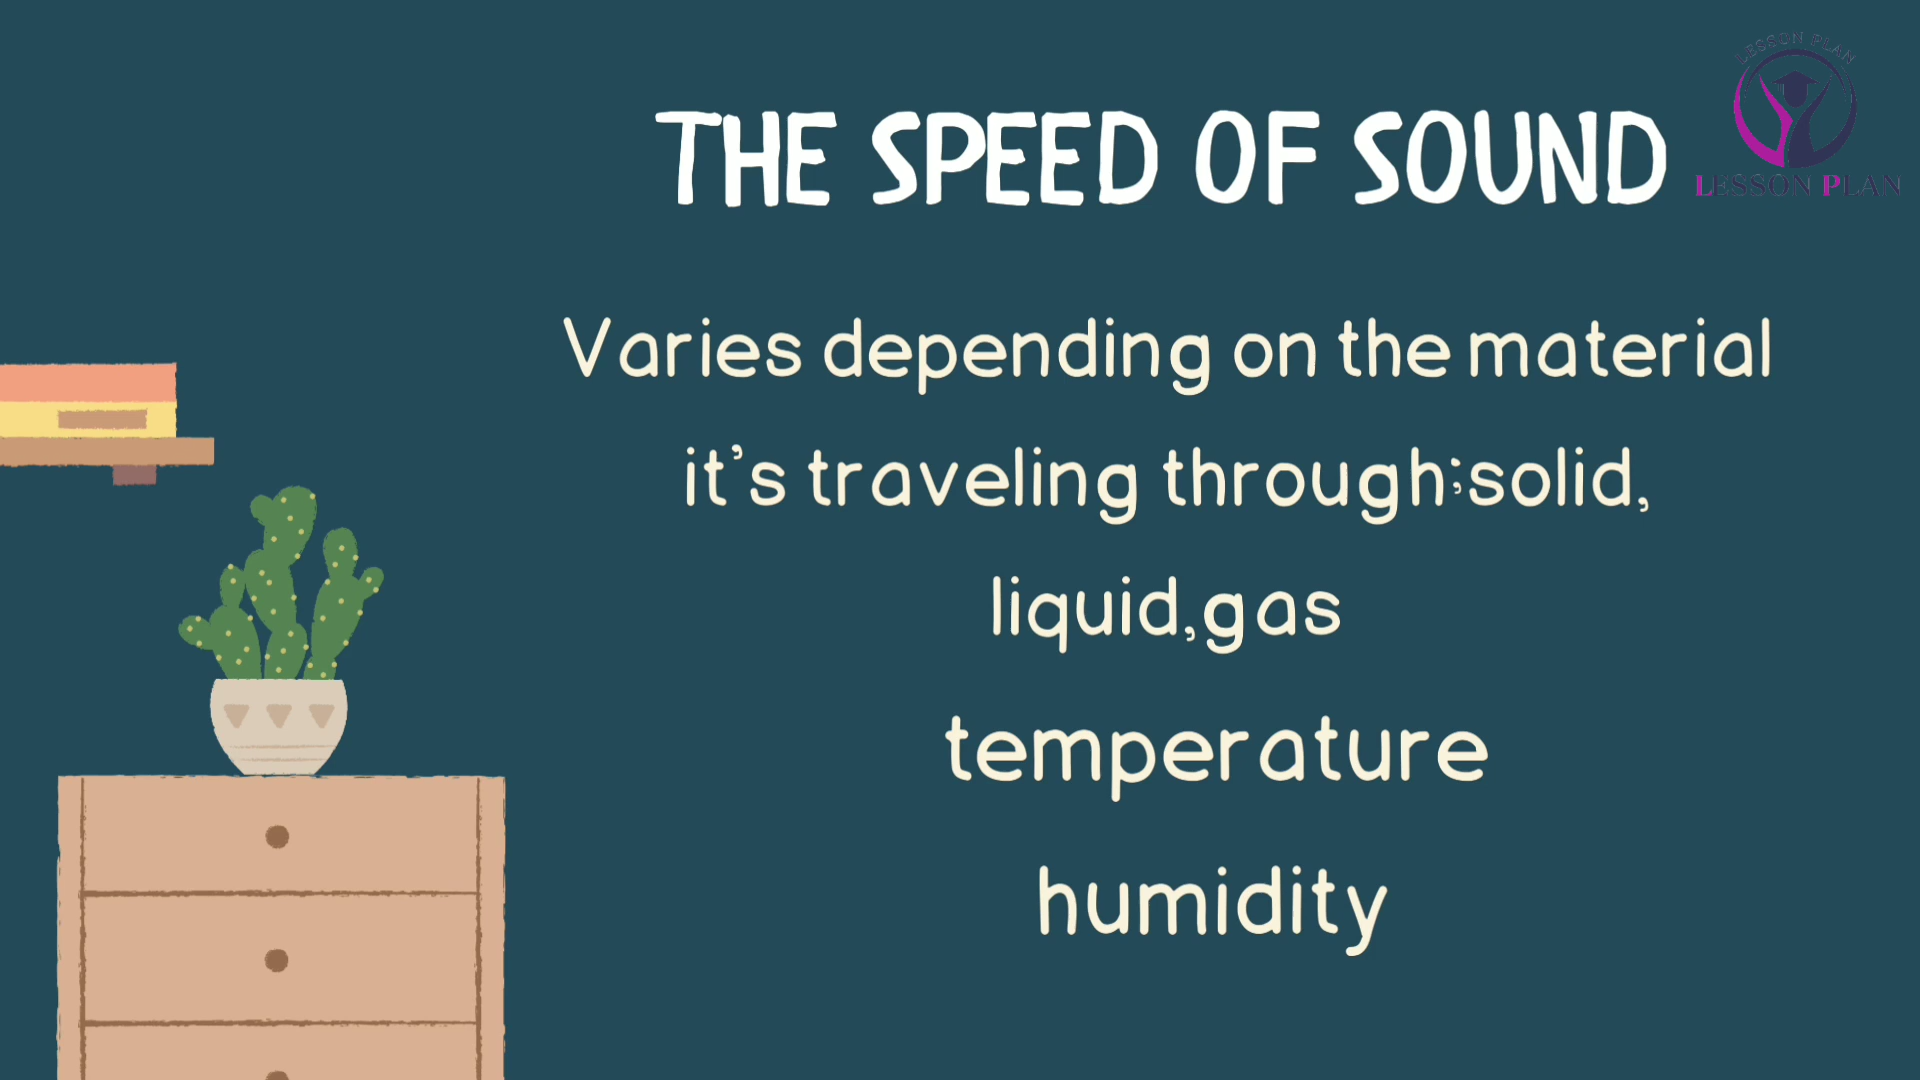 LESSON PLAN
THE SPEED OF SOUND
LESSON PLAN
Varies depending on the material
it's traveling through;solid,
liquid,gas
temperature
humidity